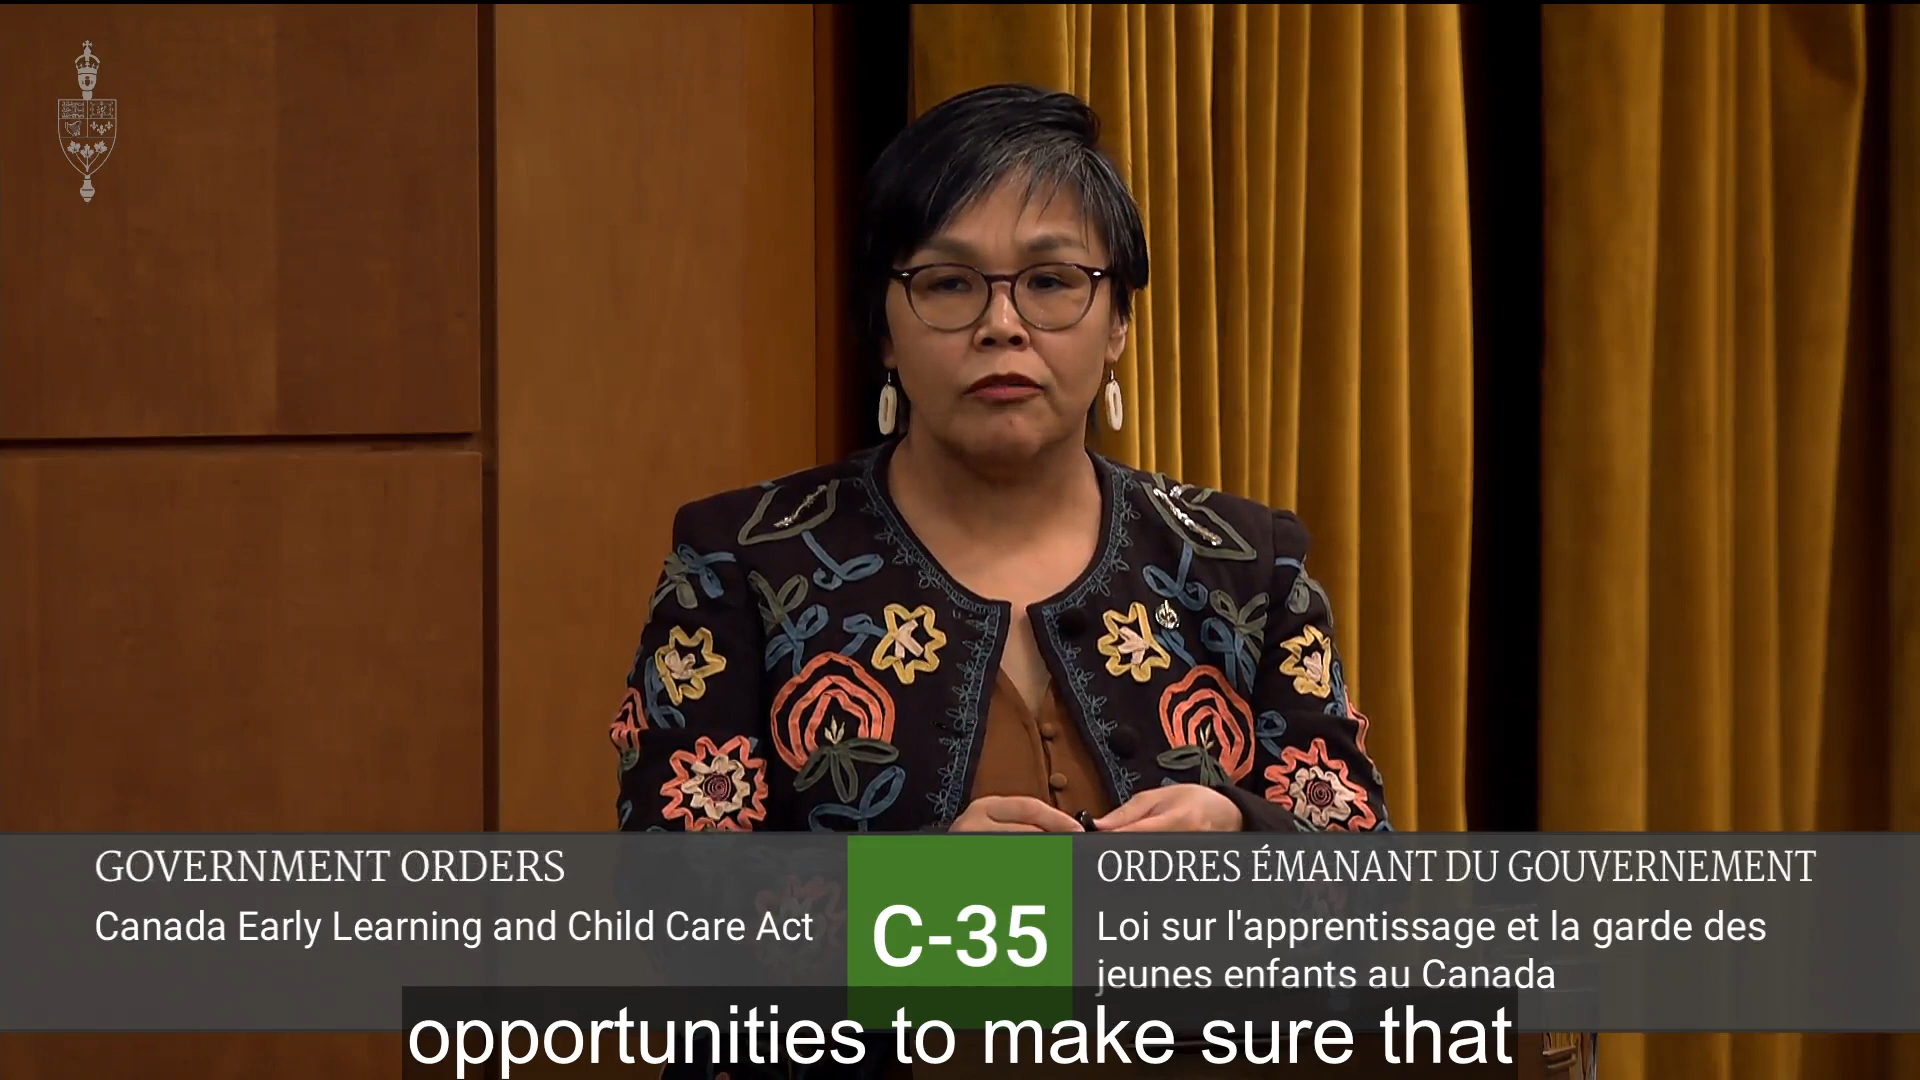 GOVERNMENT ORDERS
Canada Early Learning and Child Care Act
C-35
ORDRES ÉMANANT DU GOUVERNEMENT
Loi sur l'apprentissage et la garde des
jeunes enfants au Canada
opportunities to make sure that